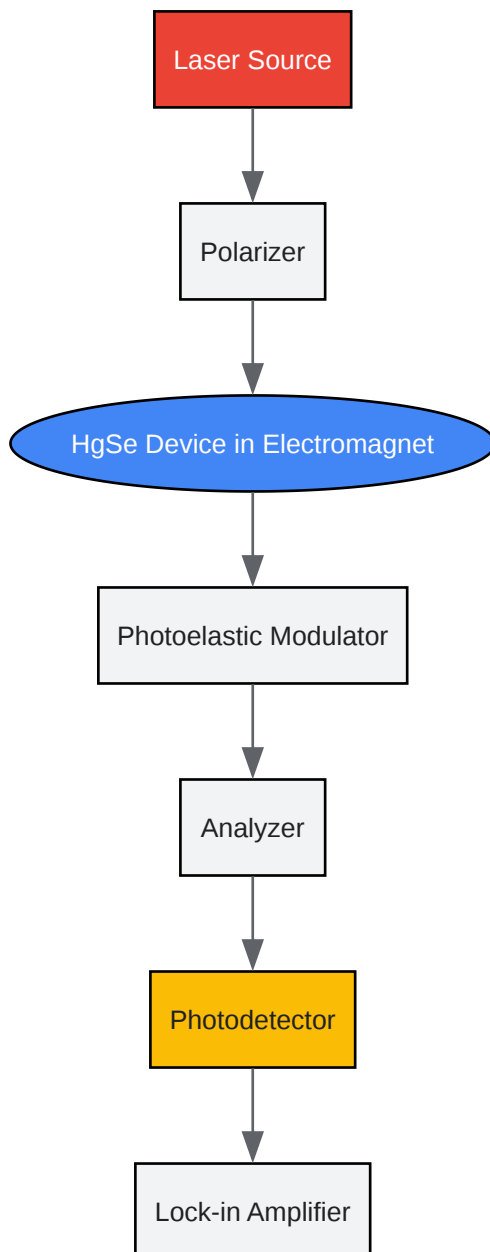 Laser Source
Polarizer
HgSe Device in Electromagnet
Photoelastic Modulator
Analyzer
Photodetector
Lock-in Amplifier